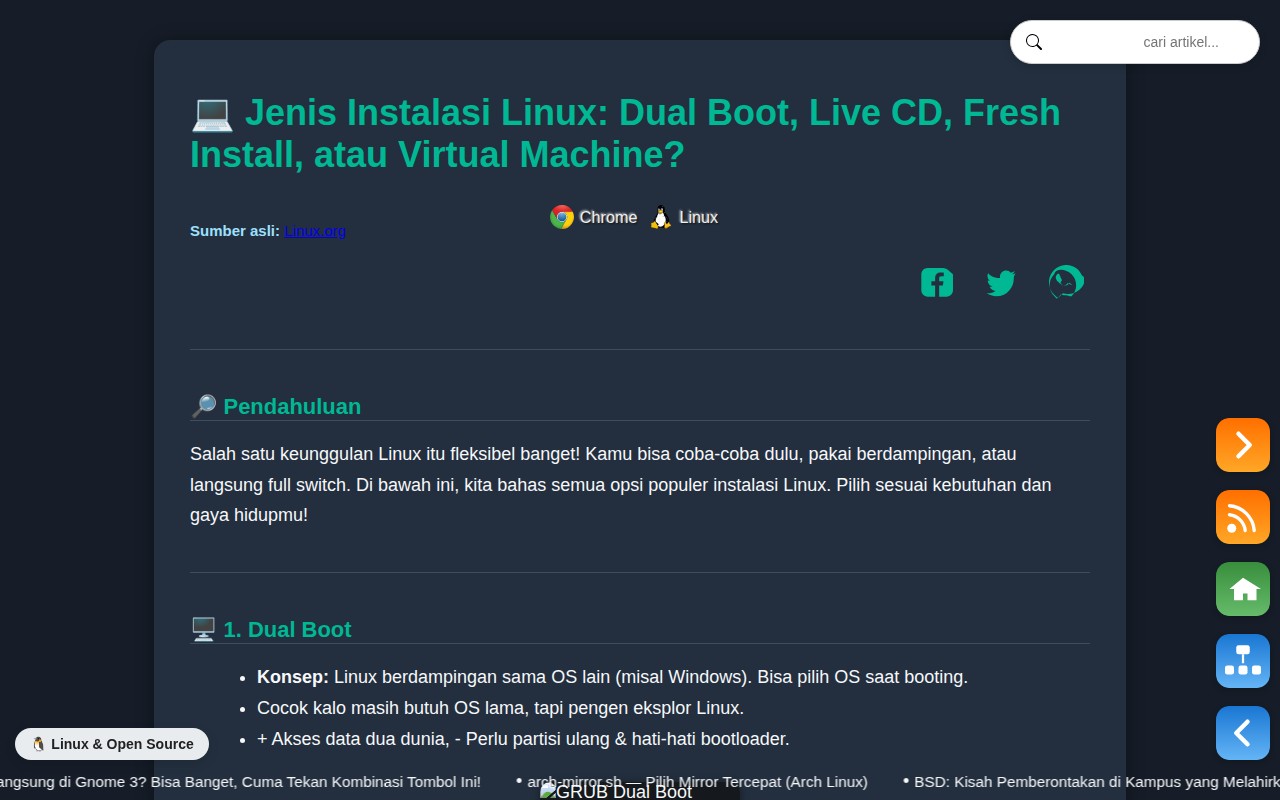 cari artikel...
💻 Jenis Instalasi Linux: Dual Boot, Live CD, Fresh
Install, atau Virtual Machine?
Chrome Linux
Sumber asli: Linux.org
🔎 Pendahuluan
Salah satu keunggulan Linux itu fleksibel banget! Kamu bisa coba-coba dulu, pakai berdampingan, atau
langsung full switch. Di bawah ini, kita bahas semua opsi populer instalasi Linux. Pilih sesuai kebutuhan dan
gaya hidupmu!
🖥️ 1. Dual Boot
• Konsep: Linux berdampingan sama OS lain (misal Windows). Bisa pilih OS saat booting.
• Cocok kalo masih butuh OS lama, tapi pengen eksplor Linux.
• + Akses data dua dunia, - Perlu partisi ulang & hati-hati bootloader.
🐧 Linux & Open Source
angsung di Gnome 3? Bisa Banget, Cuma Tekan Kombinasi Tombol Ini! • arch-mirror.sh — Pilih Mirror Tercepat (Arch Linux) • BSD: Kisah Pemberontakan di Kampus yang Melahirk
GRUB Dual Boot